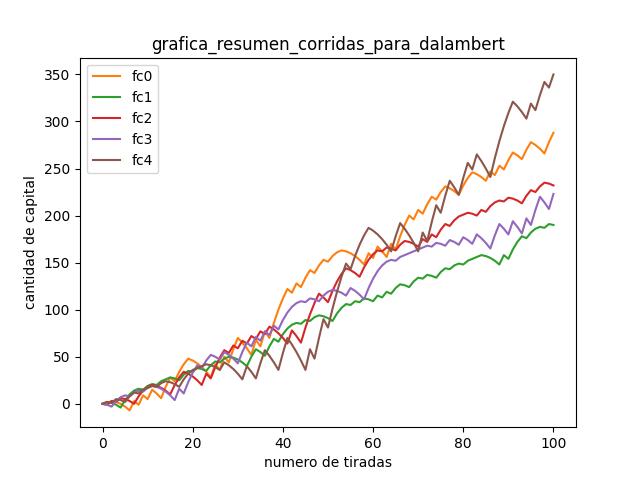 grafica_resumen_corridas_para_dalambert
fc0
fc1
fc2
fc3
fc4
cantidad de capital
350
300
250
200
150
100
50
0
0 20 40 60 80 100
numero de tiradas